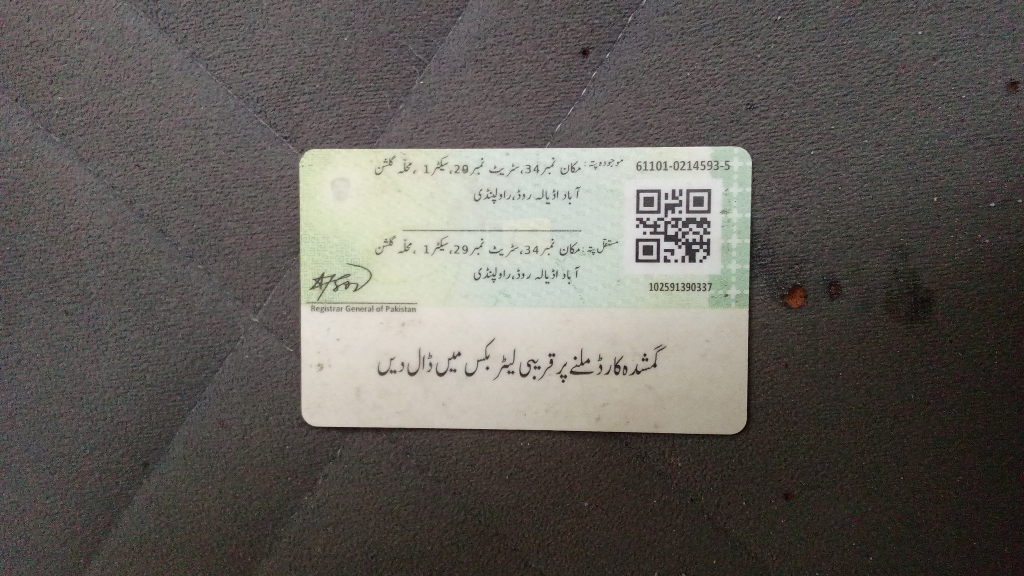 61101-0214593-5
موجودہ پتہ: مکان نمبر 34، سٹریٹ نمبر 29، سیکٹر 1 ، محلّہ گلشن
آباد اڈیالہ روڈ، راولپنڈی
مستقل پتہ: مکان نمبر 34، سٹریٹ نمبر 29، سیکٹر 1 ، محلّہ گلشن
آباد اڈیالہ روڈ، راولپنڈی
102591390337
Registrar General of Pakistan
گمشدہ کارڈ ملنے پر قریبی لیٹر بکس میں ڈال دیں